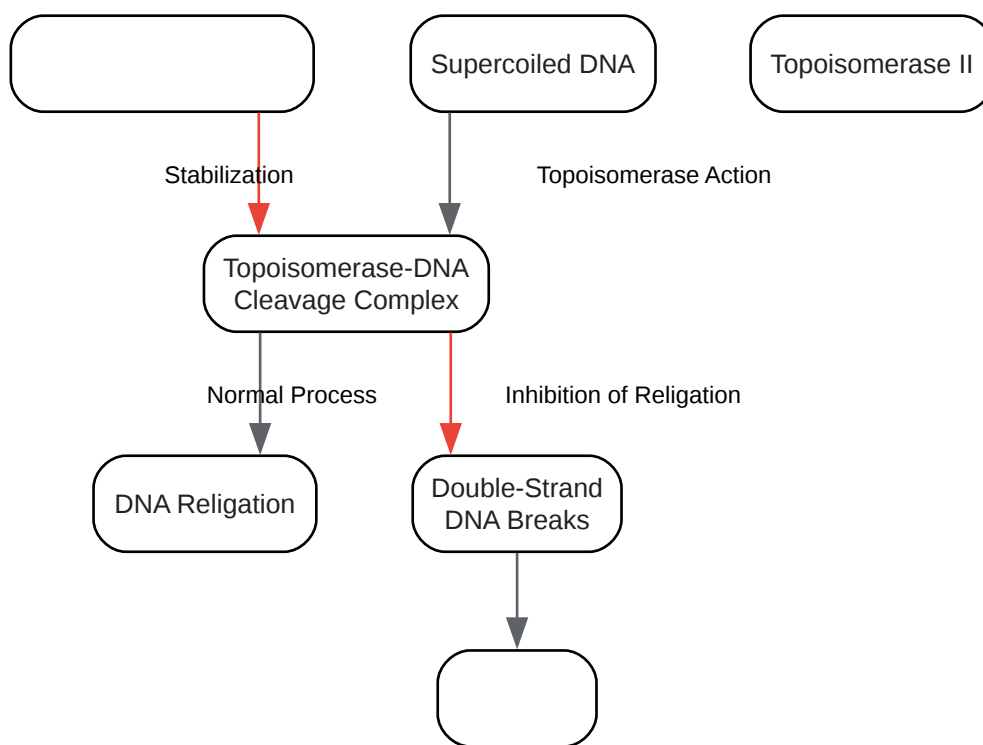 Supercoiled DNA
Topoisomerase II
Stabilization
Topoisomerase Action
Topoisomerase-DNA
Cleavage Complex
Normal Process
Inhibition of Religation
DNA Religation
Double-Strand
DNA Breaks